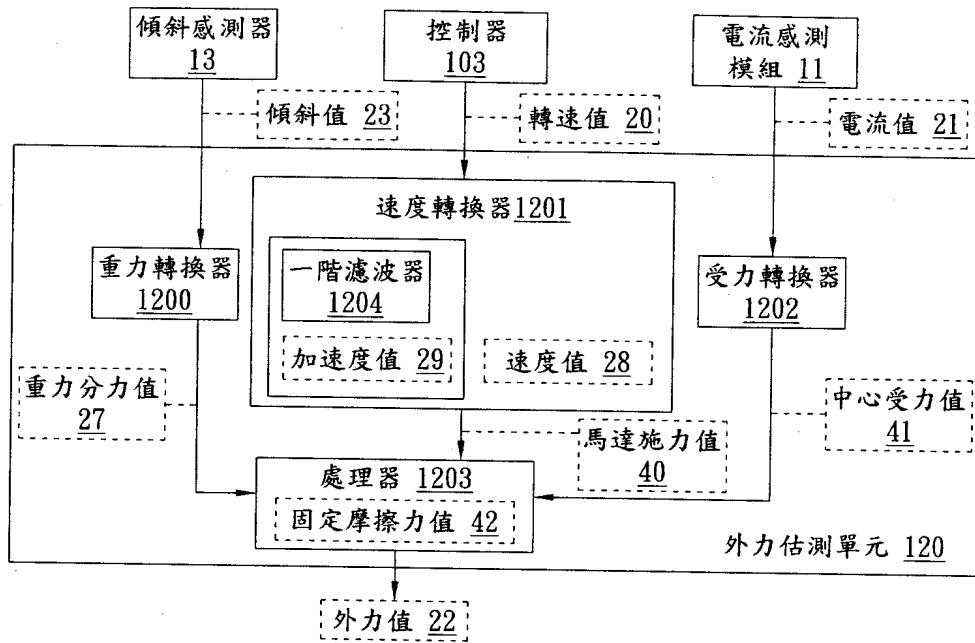 傾斜感測器
13
控制器
103
電流感測
模組 11
傾斜值 23
轉速值 20
電流值 21
速度轉換器1201
重力轉換器
1200
一階濾波器
1204
受力轉換器
1202
加速度值 29
速度值 28
重力分力值
27
中心受力值
41
馬達施力值
40
處理器 1203
固定摩擦力值 42
外力估測單元 120
外力值 22